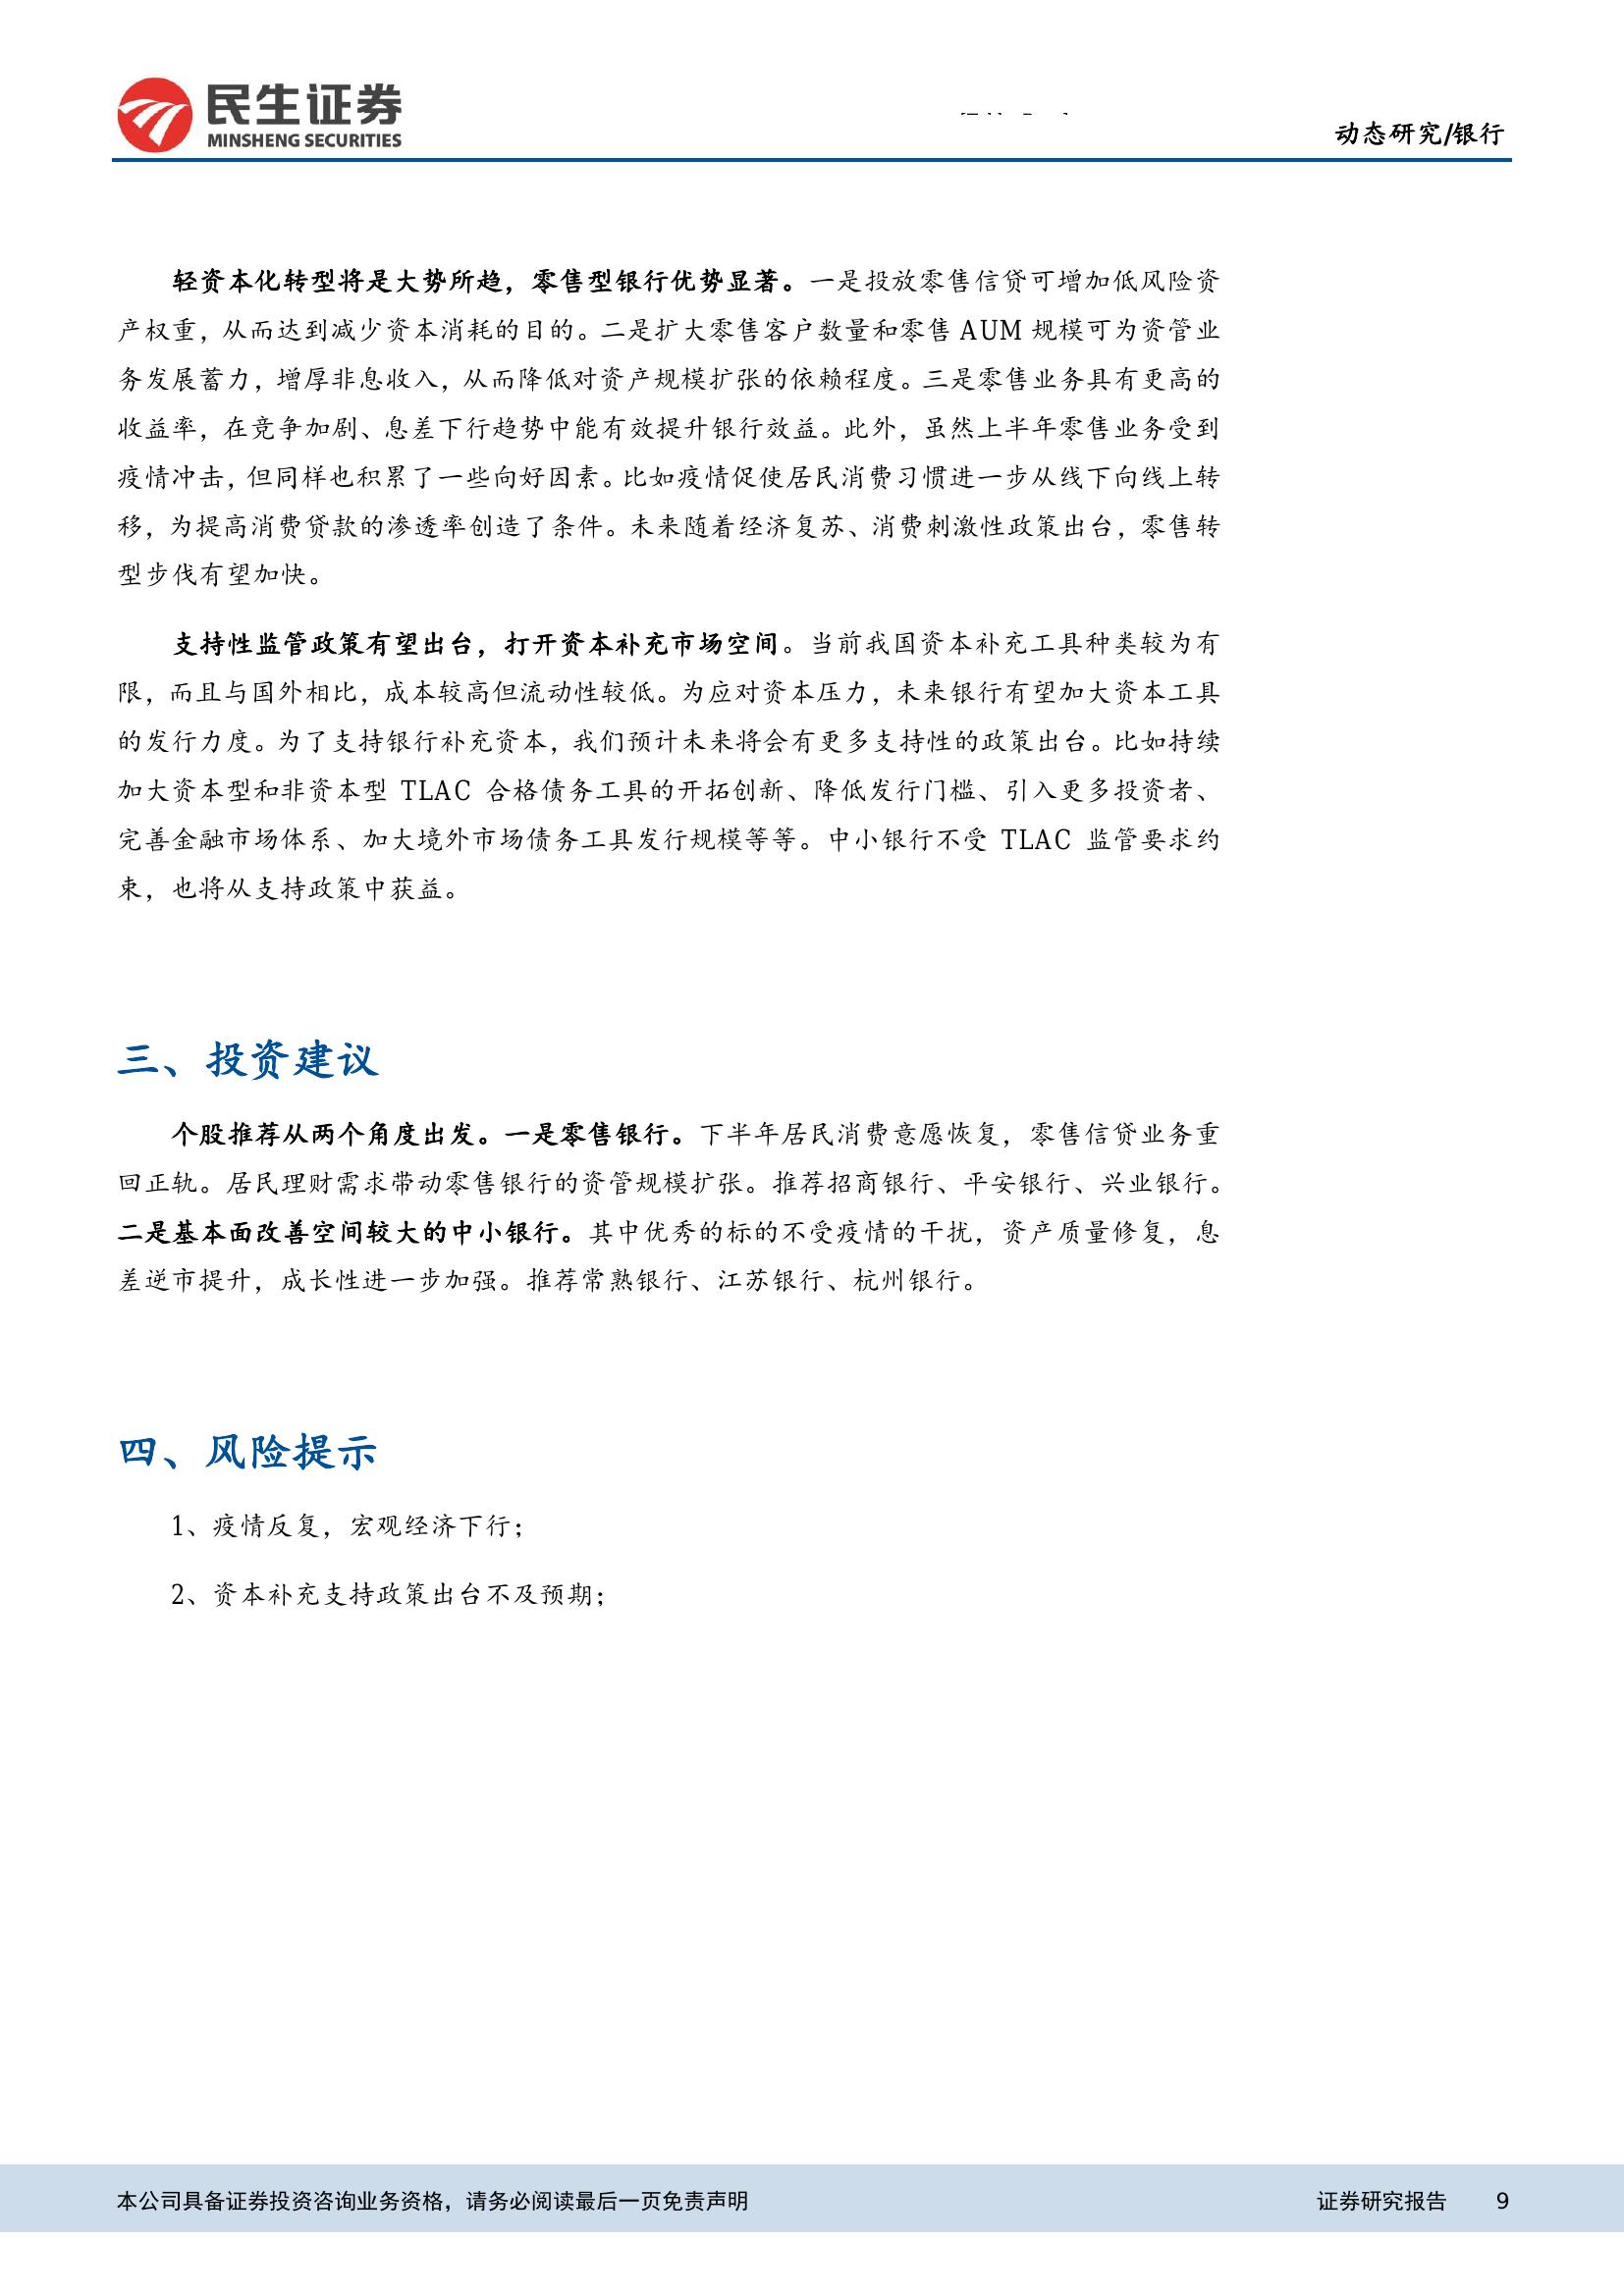 民生证券
MINSHENG SECURITIES
动态研究/银行
轻资本化转型将是大势所趋，零售型银行优势显著。一是投放零售信贷可增加低风险资
产权重，从而达到减少资本消耗的目的。二是扩大零售客户数量和零售 AUM 规模可为资管业
务发展蓄力，增厚非息收入，从而降低对资产规模扩张的依赖程度。三是零售业务具有更高的
收益率，在竞争加剧、息差下行趋势中能有效提升银行效益。此外，虽然上半年零售业务受到
疫情冲击，但同样也积累了一些向好因素。比如疫情促使居民消费习惯进一步从线下向线上转
移，为提高消费贷款的渗透率创造了条件。未来随着经济复苏、消费刺激性政策出台，零售转
型步伐有望加快。
支持性监管政策有望出台，打开资本补充市场空间。当前我国资本补充工具种类较为有
限，而且与国外相比，成本较高但流动性较低。为应对资本压力，未来银行有望加大资本工具
的发行力度。为了支持银行补充资本，我们预计未来将会有更多支持性的政策出台。比如持续
加大资本型和非资本型 TLAC 合格债务工具的开拓创新、降低发行门槛、引入更多投资者、
完善金融市场体系、加大境外市场债务工具发行规模等等。中小银行不受 TLAC 监管要求约
束，也将从支持政策中获益。
三、投资建议
个股推荐从两个角度出发。一是零售银行。下半年居民消费意愿恢复，零售信贷业务重
回正轨。居民理财需求带动零售银行的资管规模扩张。推荐招商银行、平安银行、兴业银行。
二是基本面改善空间较大的中小银行。其中优秀的标的不受疫情的干扰，资产质量修复，息
差逆市提升，成长性进一步加强。推荐常熟银行、江苏银行、杭州银行。
四、风险提示
1、疫情反复，宏观经济下行；
2、资本补充支持政策出台不及预期；
本公司具备证券投资咨询业务资格，请务必阅读最后一页免责声明
证券研究报告 9